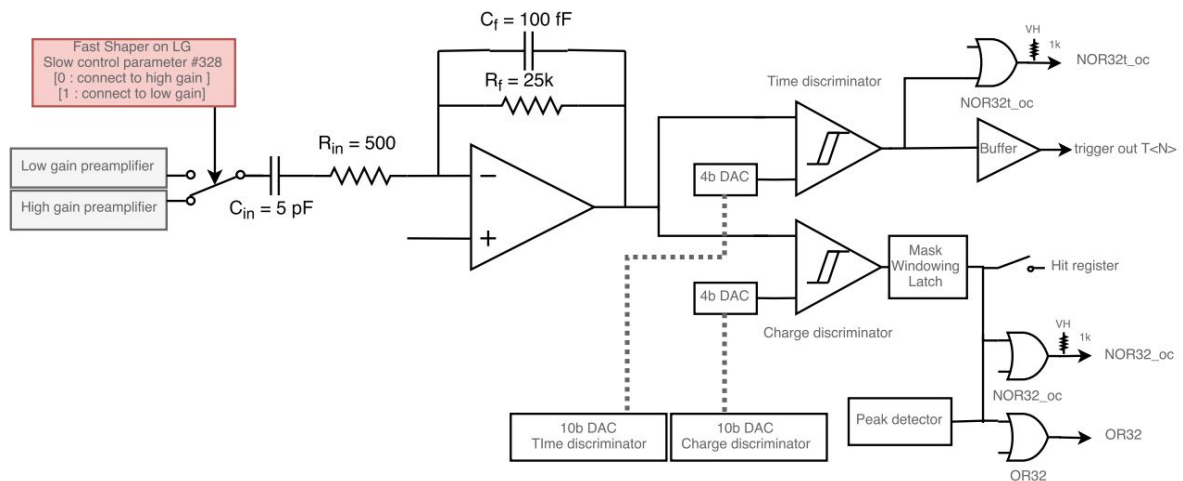 Fast Shaper on LG
Slow control parameter #328
[0 : connect to high gain ]
[1 : connect to low gain]
Low gain preamplifier
High gain preamplifier
C_in = 5 pF
R_in = 500
C_f = 100 fF
R_f = 25k
−
+
Time discriminator
4b DAC
VH
1k
NOR32t_oc
NOR32t_oc
Buffer
trigger out T<N>
4b DAC
Charge discriminator
Mask
Windowing
Latch
Hit register
VH
1k
NOR32_oc
NOR32_oc
Peak detector
OR32
OR32
10b DAC
TIme discriminator
10b DAC
Charge discriminator